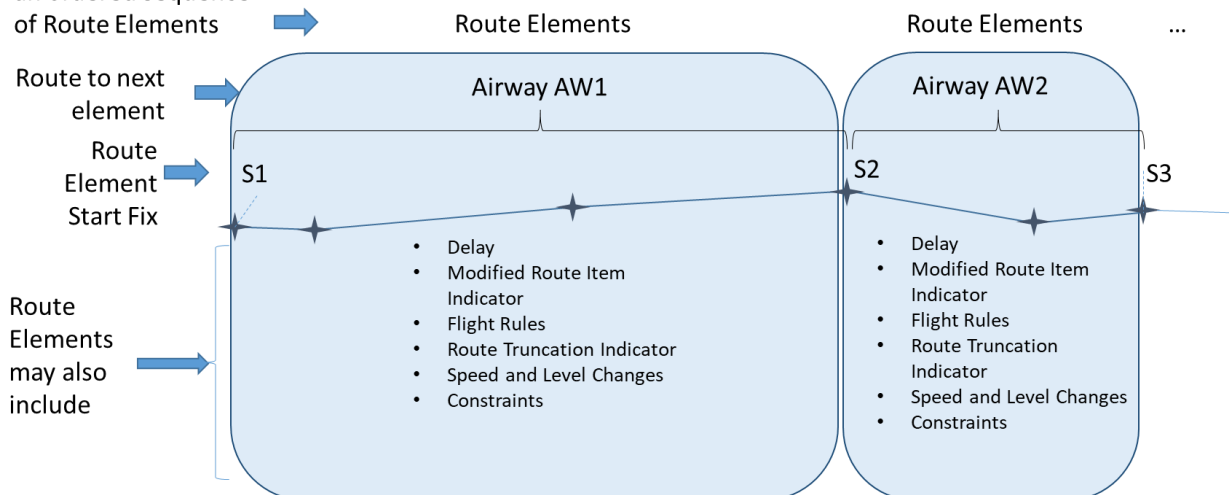 of Route Elements
Route Elements
Route Elements
...
Route to next
element
Airway AW1
Airway AW2
Route
Element
Start Fix
S1
S2
S3
Route
Elements
may also
include
• Delay
• Modified Route Item
Indicator
• Flight Rules
• Route Truncation Indicator
• Speed and Level Changes
• Constraints
• Delay
• Modified Route Item
Indicator
• Flight Rules
• Route Truncation
Indicator
• Speed and Level Changes
• Constraints